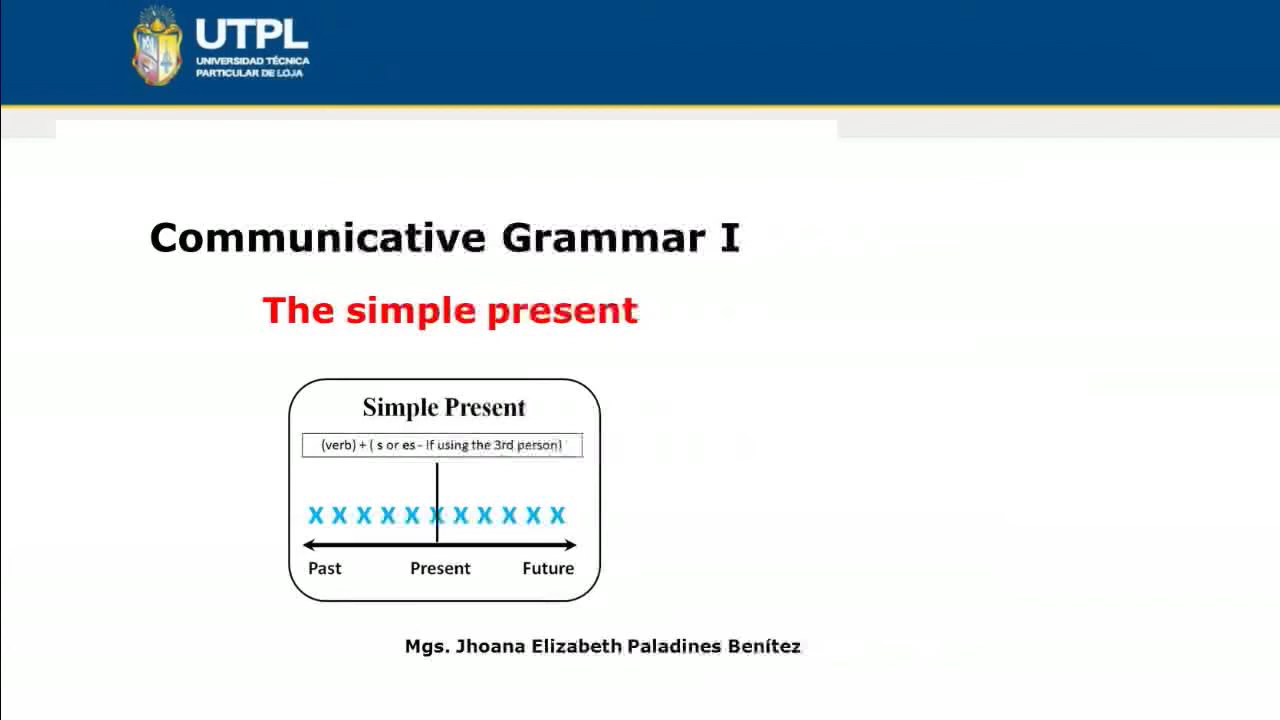 UTPL
UNIVERSIDAD TÉCNICA
PARTICULAR DE LOJA
Communicative Grammar I
The simple present
Simple Present
(verb) + ( s or es - if using the 3rd person)
X X X X X X X X X X X
Past Present Future
Mgs. Jhoana Elizabeth Paladines Benítez